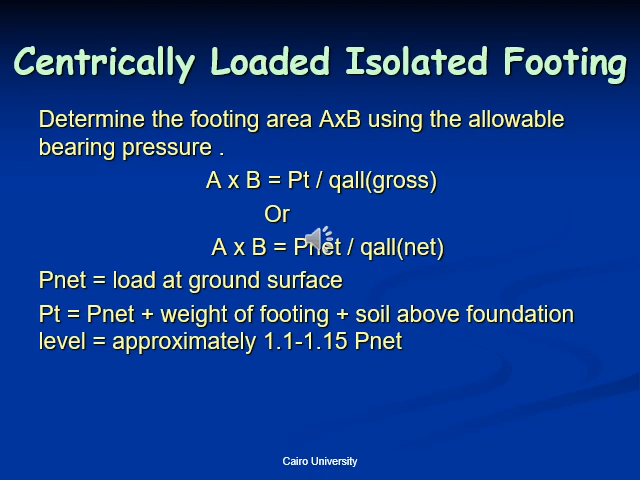 Centrically Loaded Isolated Footing
Determine the footing area AxB using the allowable
bearing pressure .
A x B = Pt / qall(gross)
Or
A x B = Pnet / qall(net)
Pnet = load at ground surface
Pt = Pnet + weight of footing + soil above foundation
level = approximately 1.1-1.15 Pnet
Cairo University